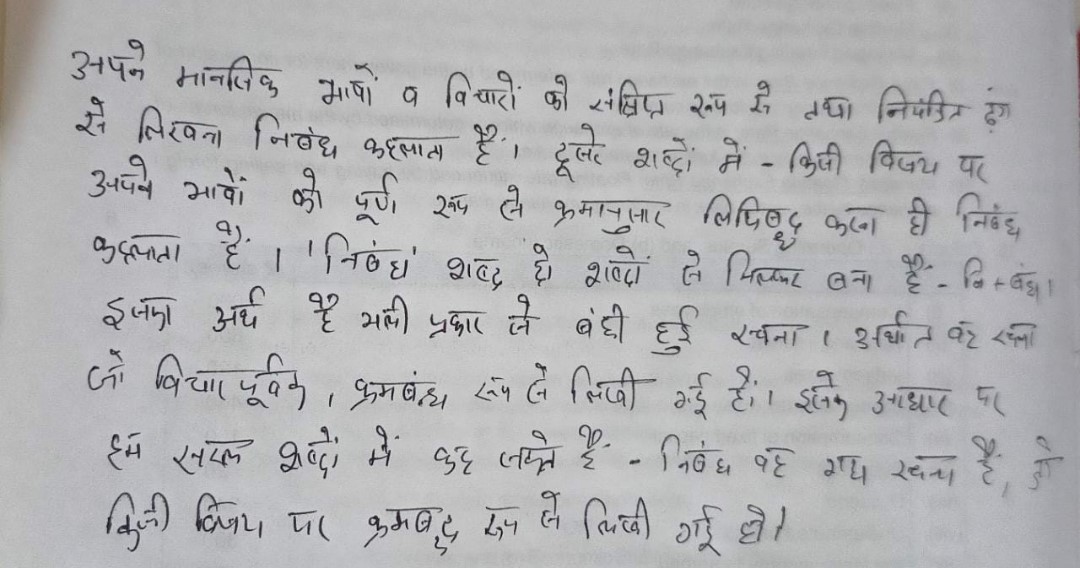 अपने मानसिक भावों व विचारों को संक्षिप्त रूप से तथा नियंत्रित ढंग
से लिखना निबंध कहलाता है। दूसरे शब्दों में - किसी विषय पर
अपने भावों को पूर्ण रूप से क्रमानुसार लिपिबद्ध करना ही निबंध
कहलाता है। 'निबंध' शब्द दो शब्दों से मिलकर बना है - नि + बंध।
इसका अर्थ है भली प्रकार से बंधी हुई रचना। अर्थात वह रचना
जो विचारपूर्वक, क्रमबंध्य रूप से लिखी गई है। इसके आधार पर
हम सरल शब्दों में कह सकते हैं - निबंध वह गद्य रचना है, जो
किसी विषय पर क्रमबद्ध रूप से लिखी गई हो।